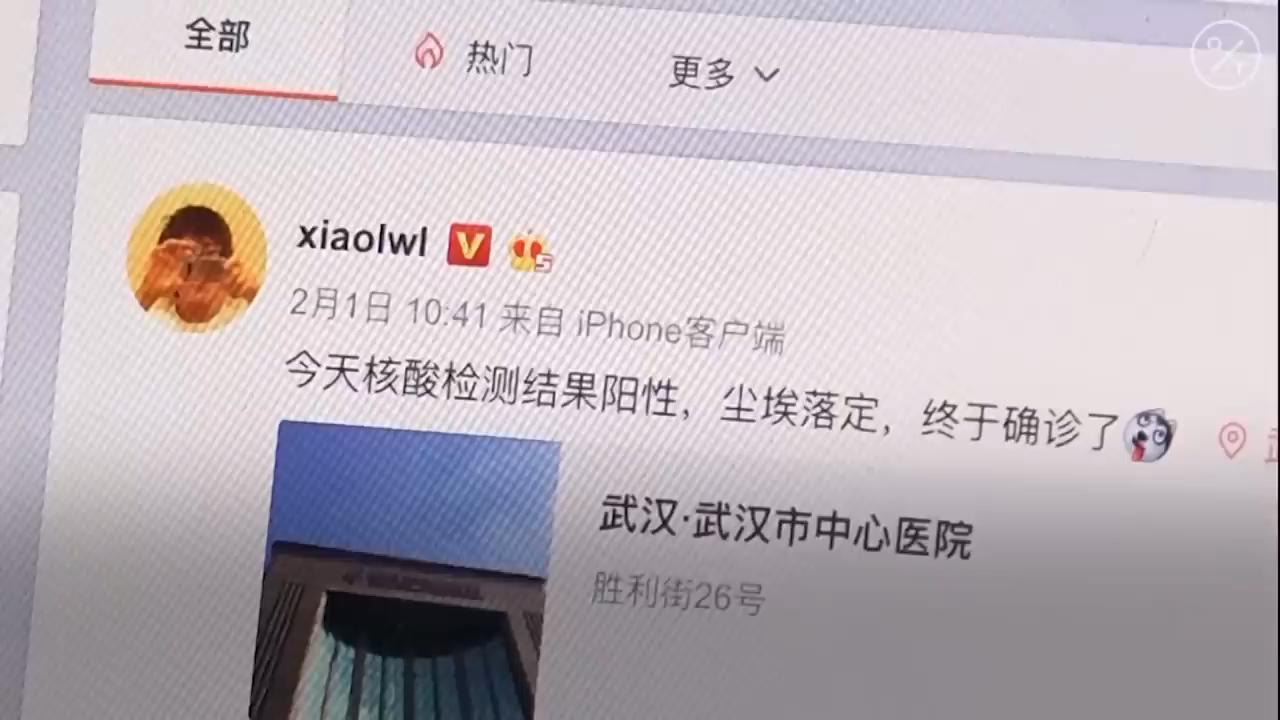 全部
热门
更多
xiaolwl V 5
2月1日 10:41 来自 iPhone客户端
今天核酸检测结果阳性，尘埃落定，终于确诊了
武汉·武汉市中心医院
胜利街26号